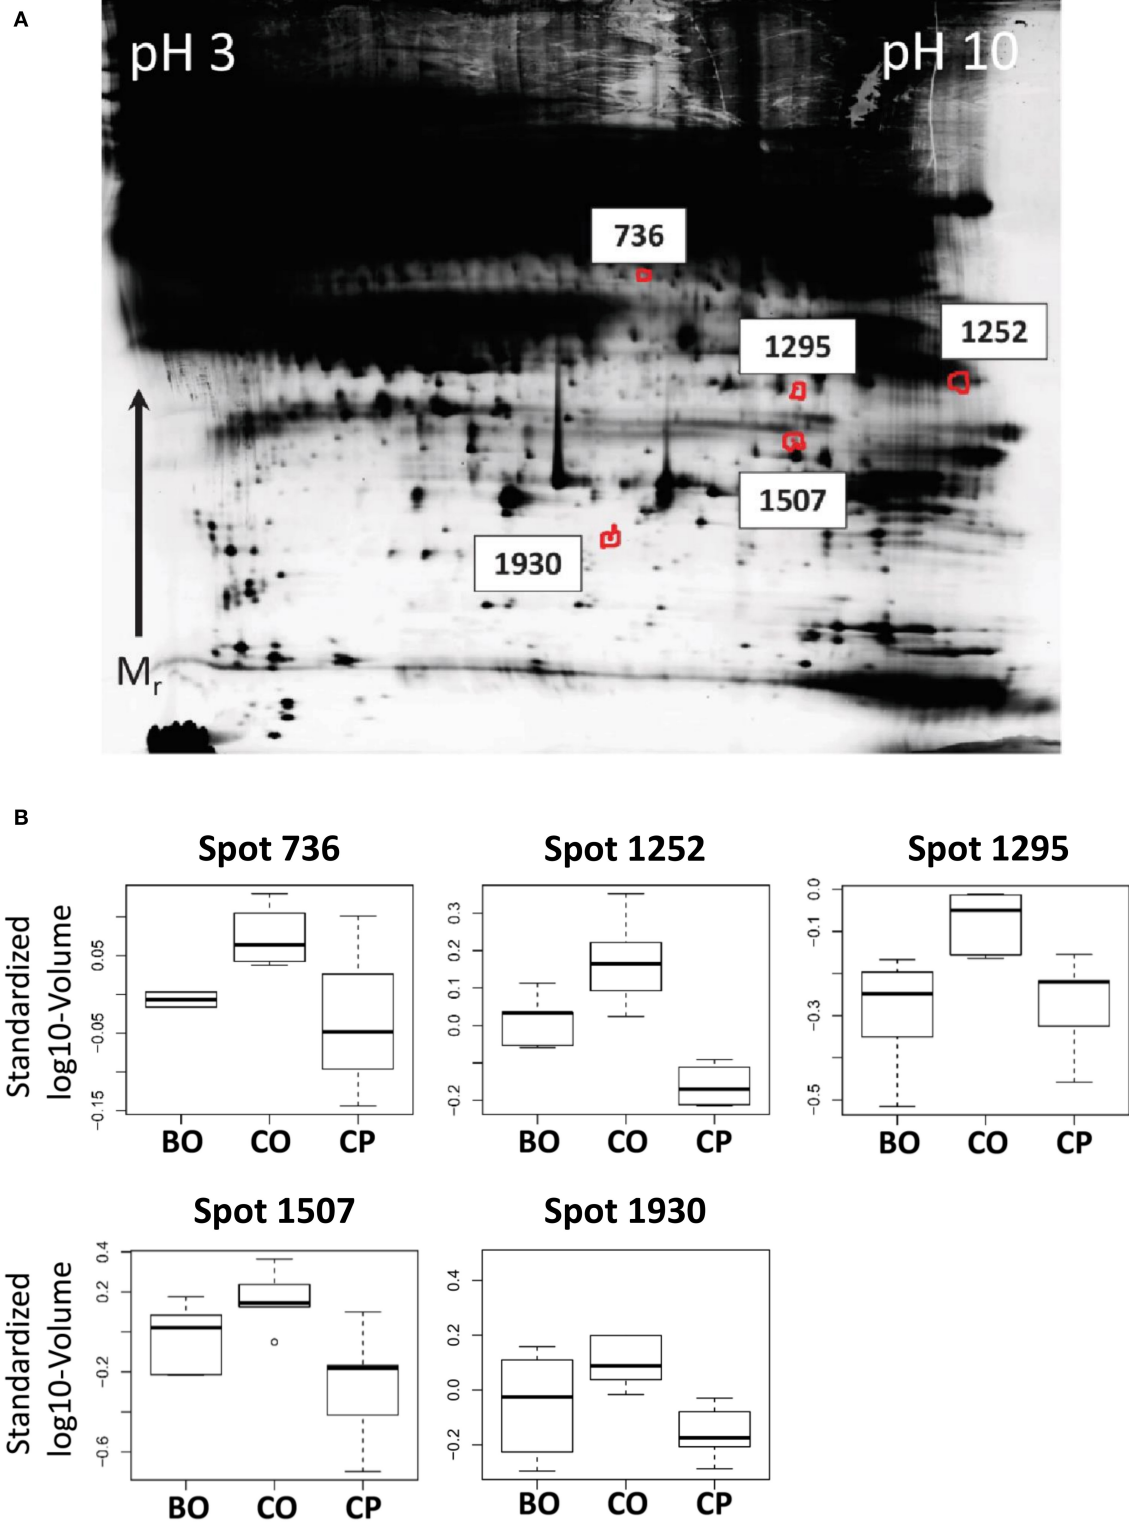 A
pH 3
pH 10
736
1295
1252
1507
1930
Mr
B
Spot 736
Spot 1252
Spot 1295
Standardized
log10-Volume
0.05
−0.05
−0.15
0.3
0.2
0.1
0.0
−0.2
0.0
−0.1
−0.3
−0.5
BO CO CP
BO CO CP
BO CO CP
Spot 1507
Spot 1930
Standardized
log10-Volume
0.4
0.2
−0.2
−0.6
0.4
0.2
0.0
−0.2
BO CO CP
BO CO CP